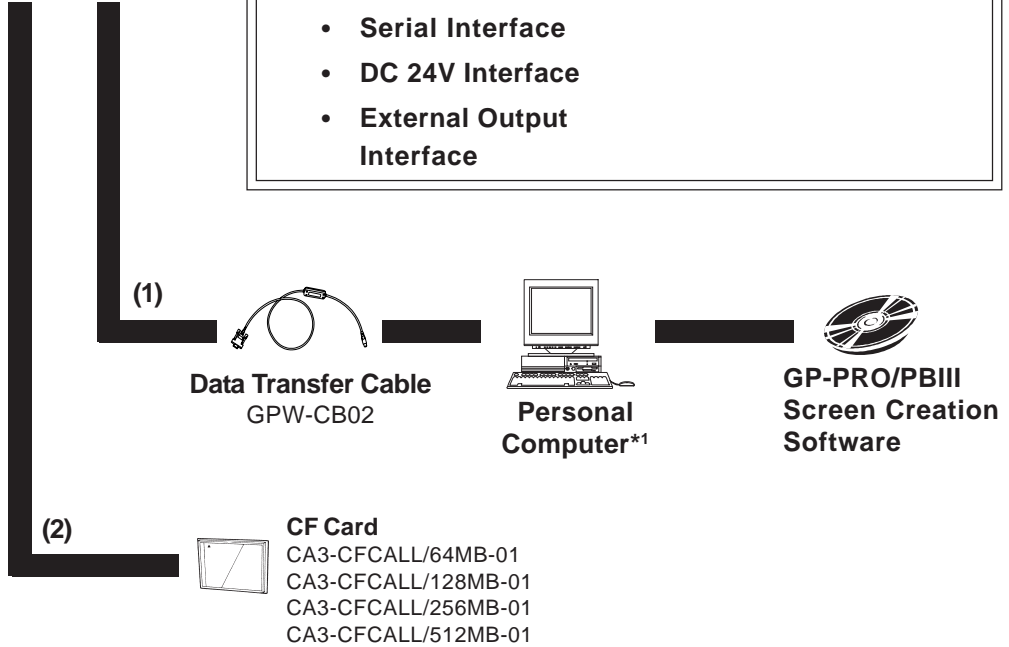 • Serial Interface
• DC 24V Interface
• External Output
Interface
(1)
Data Transfer Cable
GPW-CB02
Personal
Computer*1
GP-PRO/PBIII
Screen Creation
Software
(2)
CF Card
CA3-CFCALL/64MB-01
CA3-CFCALL/128MB-01
CA3-CFCALL/256MB-01
CA3-CFCALL/512MB-01